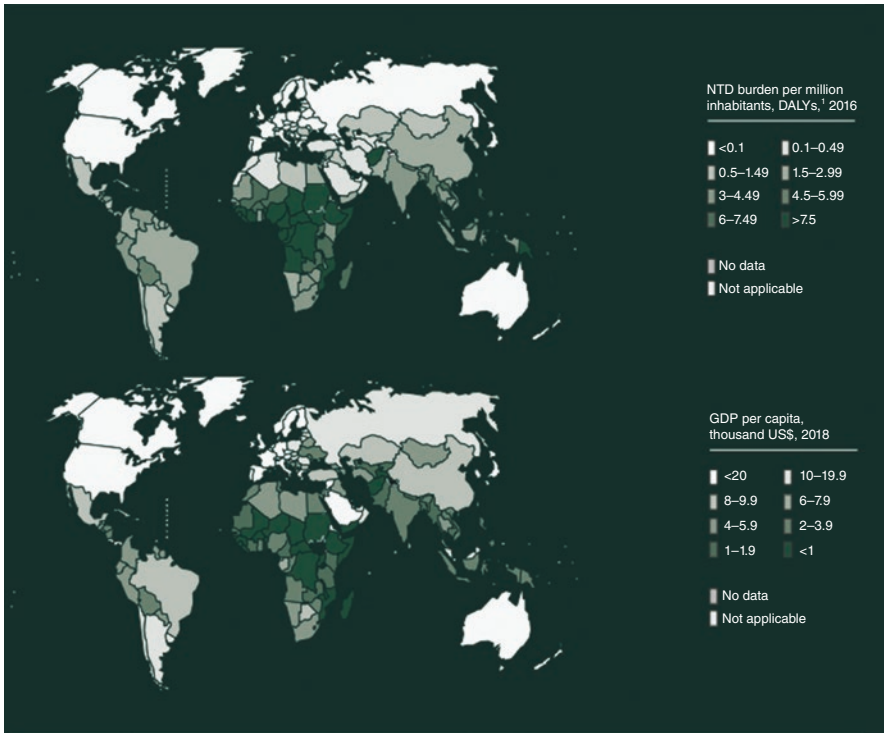 NTD burden per million
inhabitants, DALYs,¹ 2016
<0.1 0.1–0.49
0.5–1.49 1.5–2.99
3–4.49 4.5–5.99
6–7.49 >7.5
No data
Not applicable
GDP per capita,
thousand US$, 2018
<20 10–19.9
8–9.9 6–7.9
4–5.9 2–3.9
1–1.9 <1
No data
Not applicable